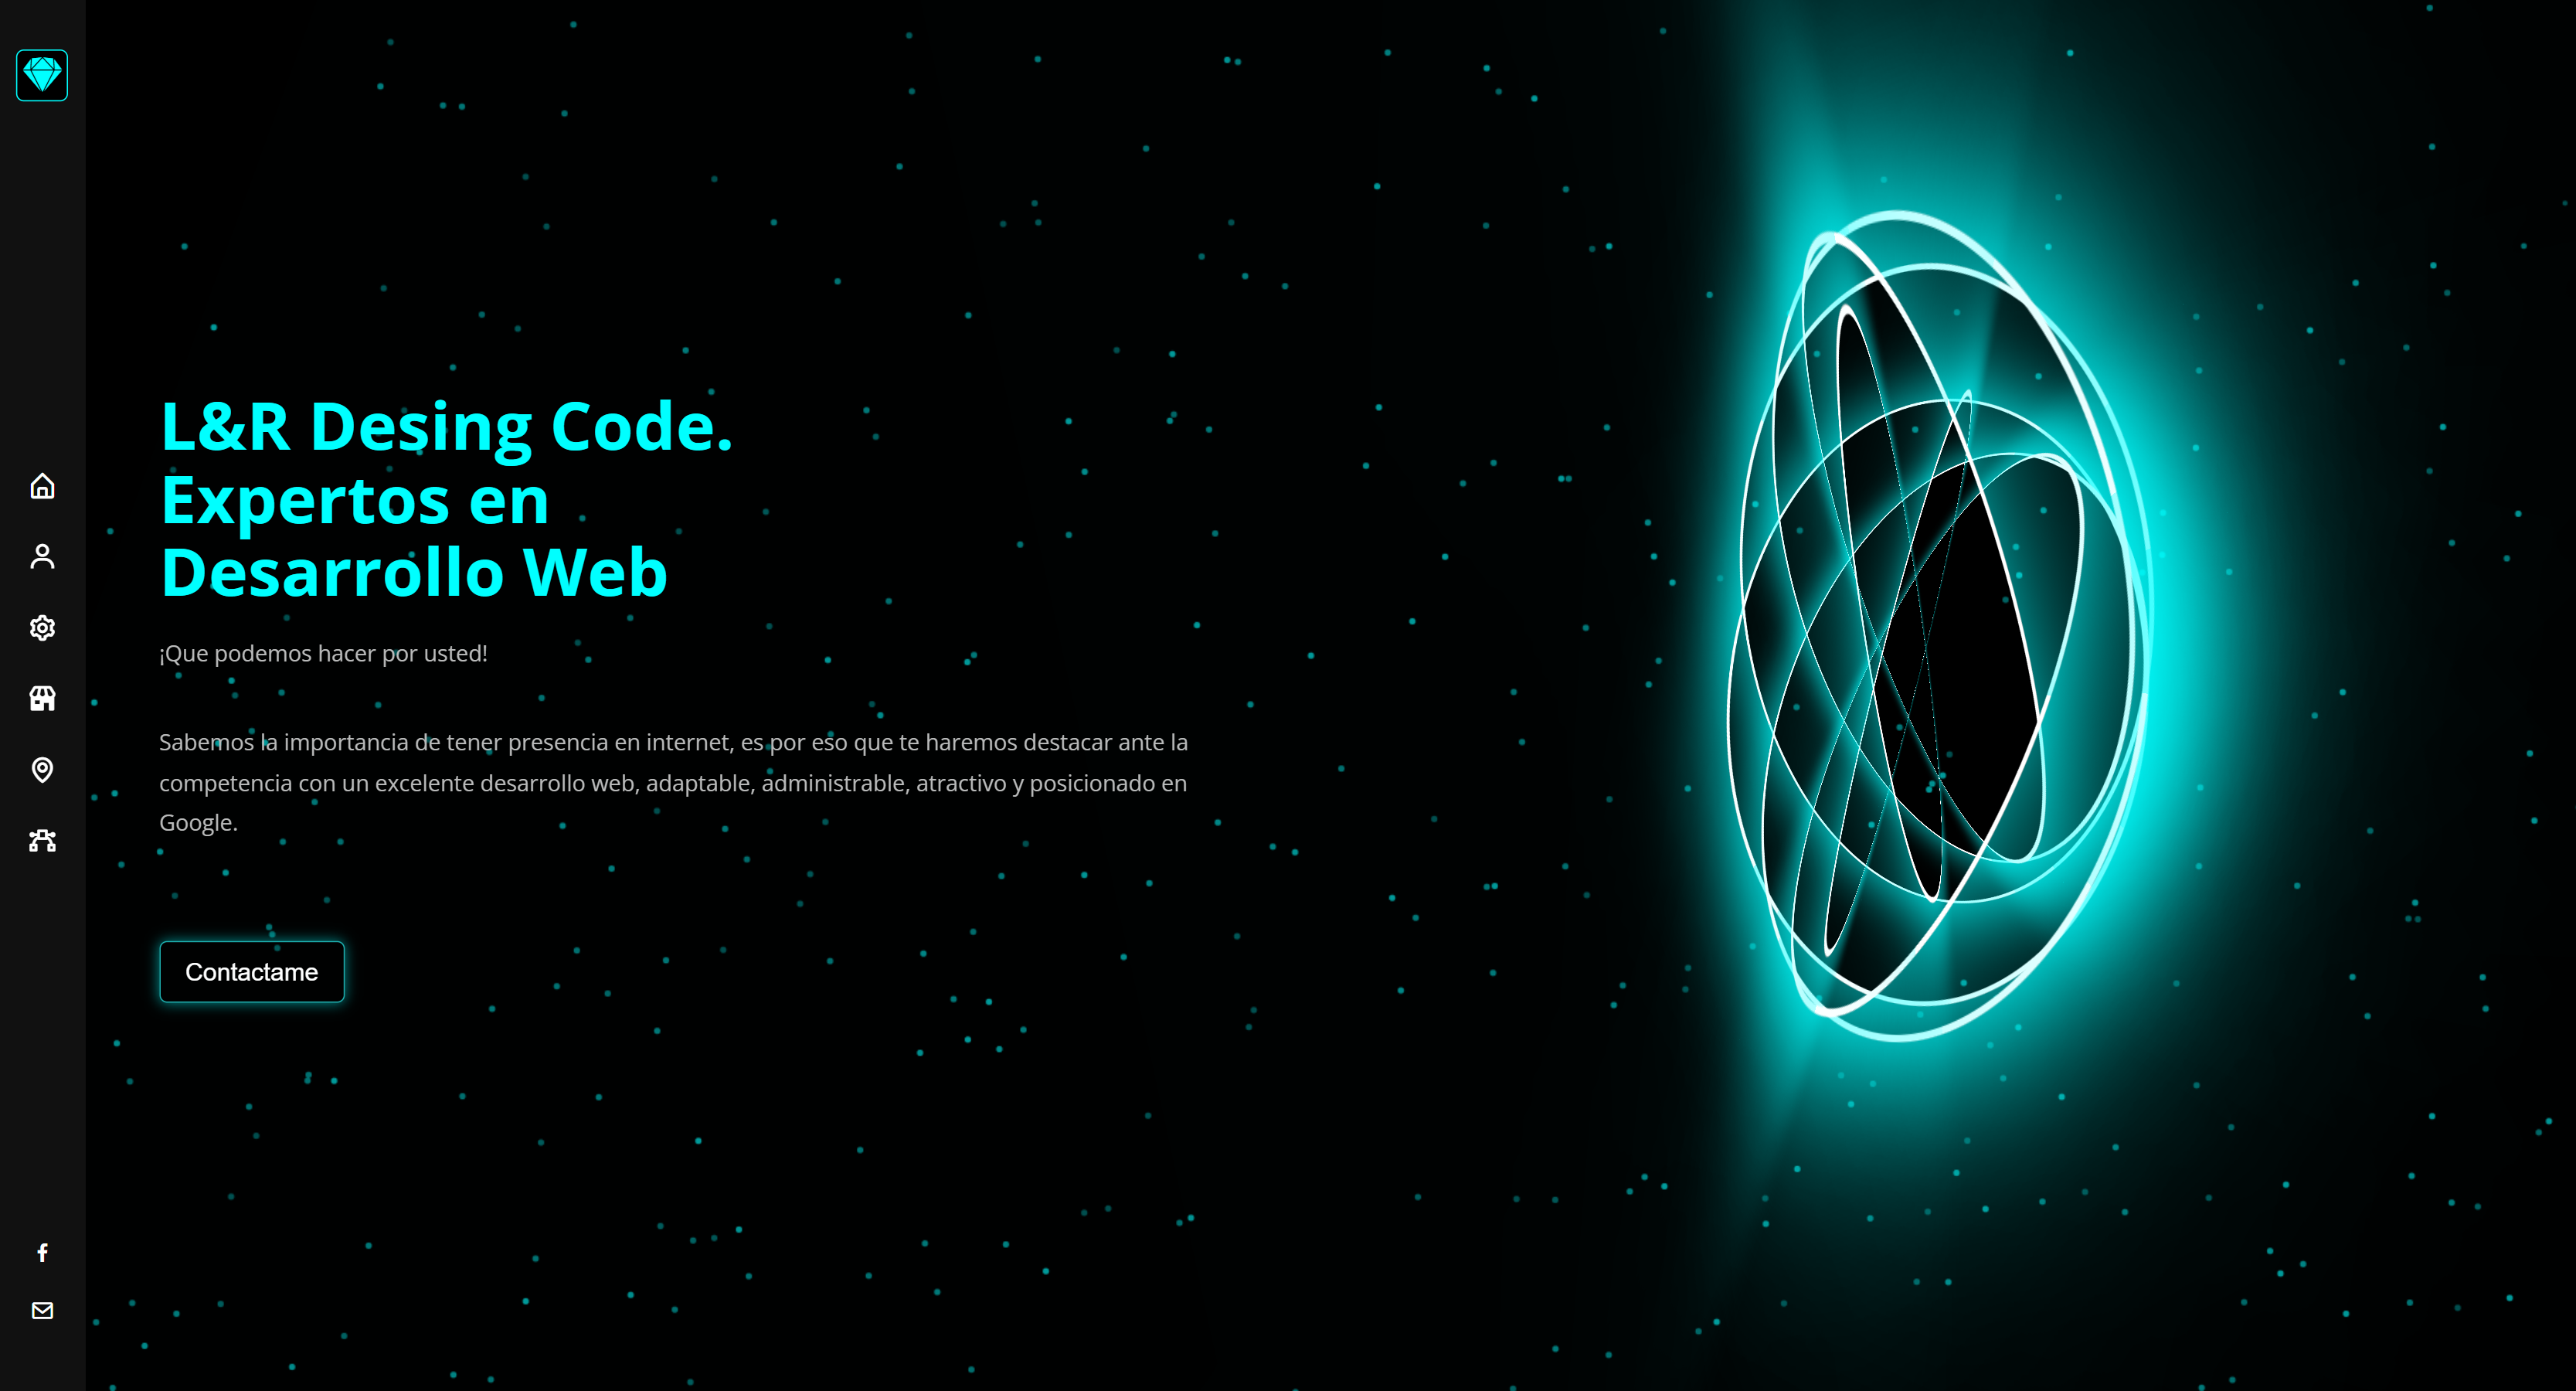 L&R Desing Code.
Expertos en
Desarrollo Web
¡Que podemos hacer por usted!
Sabemos la importancia de tener presencia en internet, es por eso que te haremos destacar ante la
competencia con un excelente desarrollo web, adaptable, administrable, atractivo y posicionado en
Google.
Contactame